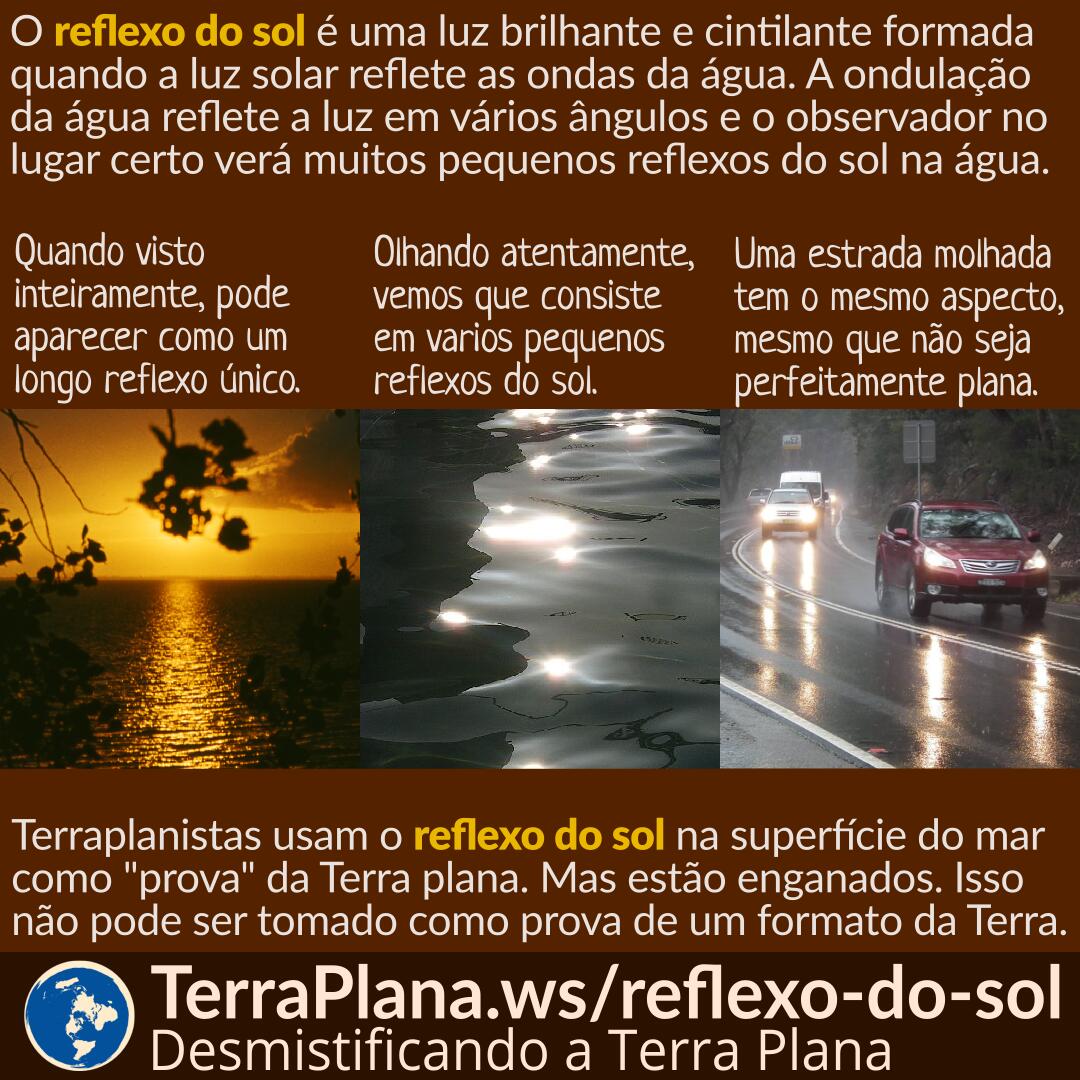 O reflexo do sol é uma luz brilhante e cintilante formada
quando a luz solar reflete as ondas da água. A ondulação
da água reflete a luz em vários ângulos e o observador no
lugar certo verá muitos pequenos reflexos do sol na água.
Quando visto
inteiramente, pode
aparecer como um
longo reflexo único.
Olhando atentamente,
vemos que consiste
em varios pequenos
reflexos do sol.
Uma estrada molhada
tem o mesmo aspecto,
mesmo que não seja
perfeitamente plana.
Terraplanistas usam o reflexo do sol na superfície do mar
como "prova" da Terra plana. Mas estão enganados. Isso
não pode ser tomado como prova de um formato da Terra.
TerraPlana.ws/reflexo-do-sol
Desmistificando a Terra Plana